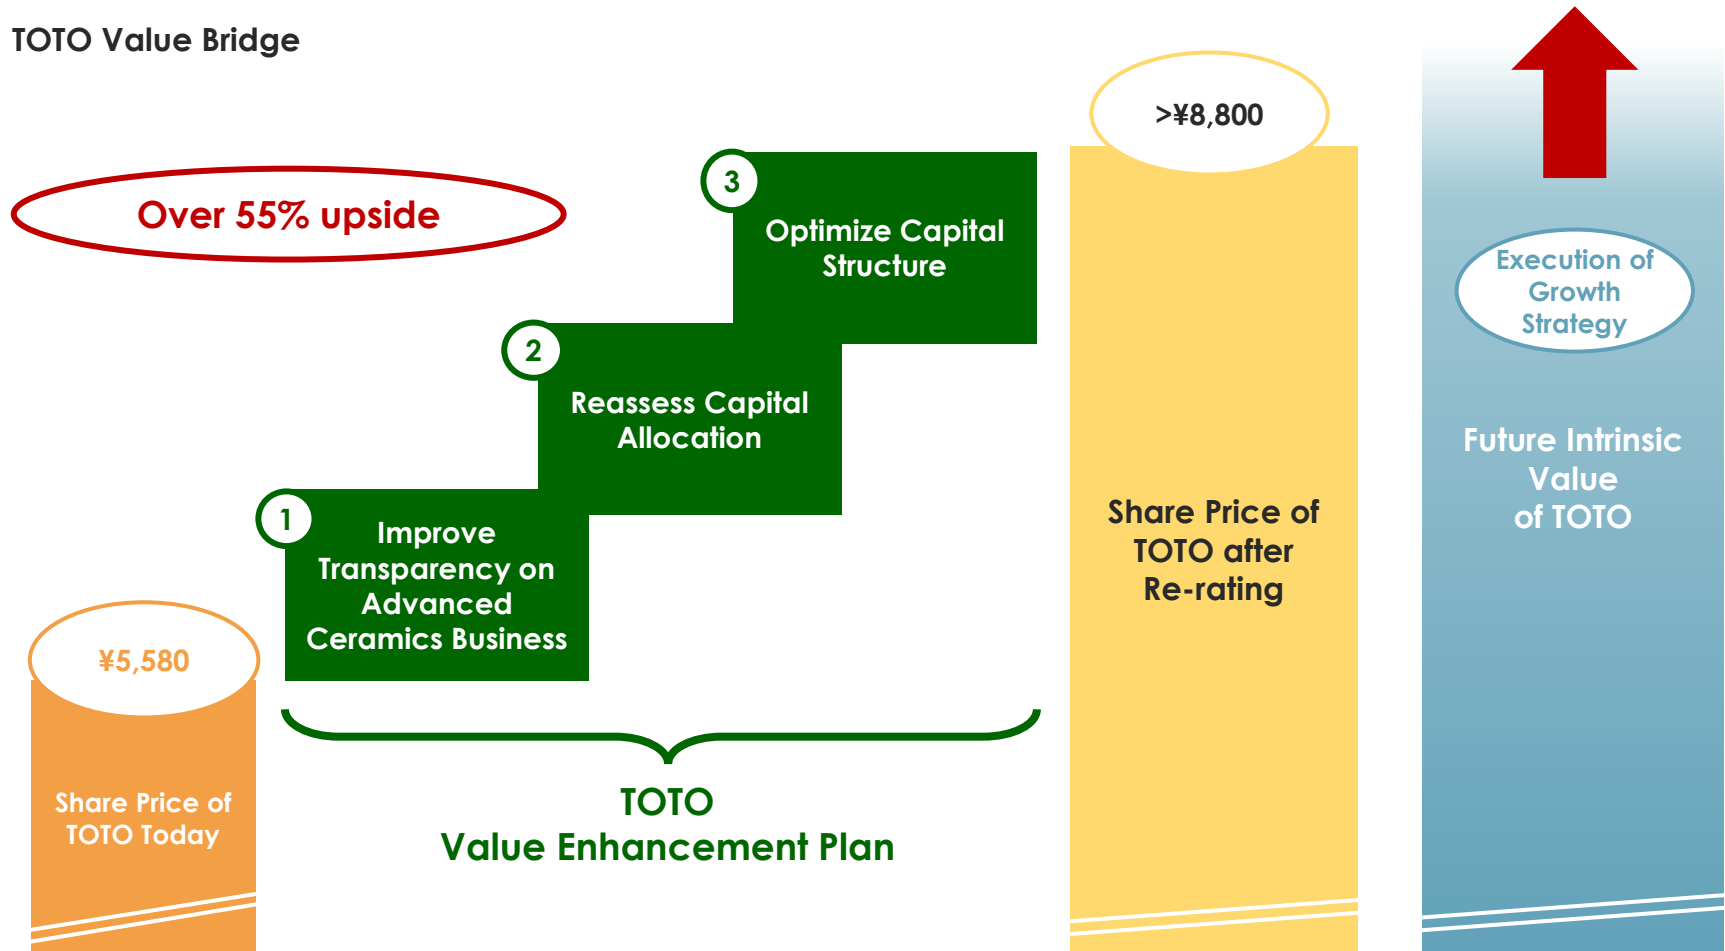 TOTO Value Bridge
Over 55% upside
¥5,580
Share Price of
TOTO Today
1
Improve
Transparency on
Advanced
Ceramics Business
2
Reassess Capital
Allocation
3
Optimize Capital
Structure
TOTO
Value Enhancement Plan
>¥8,800
Share Price of
TOTO after
Re-rating
Execution of
Growth
Strategy
Future Intrinsic
Value
of TOTO